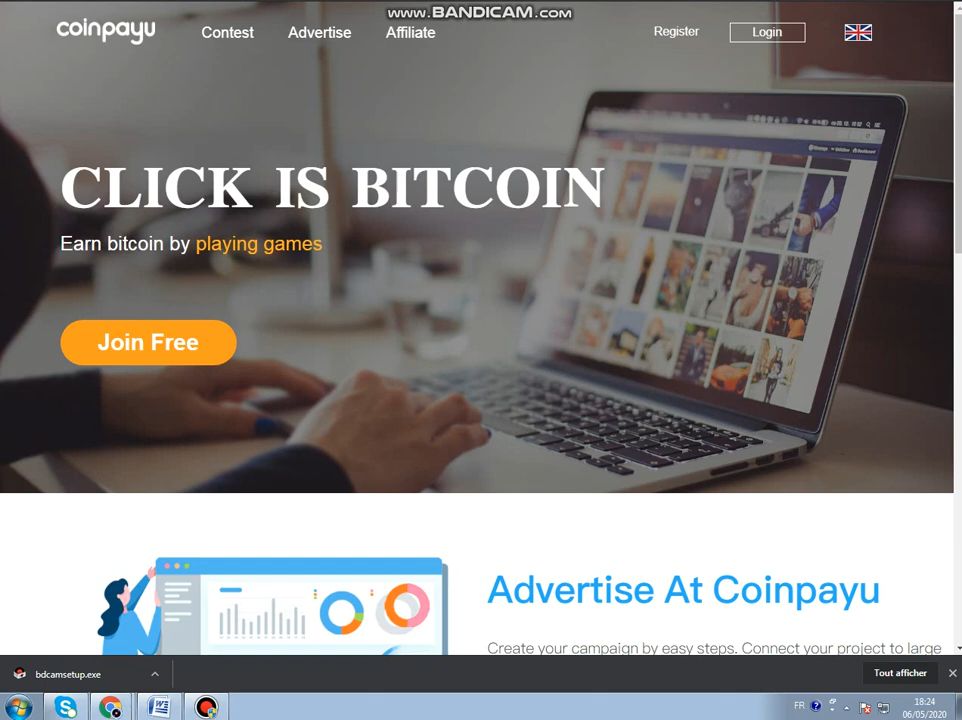 www.BANDICAM.com
coinpayu
Contest
Advertise
Affiliate
Register
Login
CLICK IS BITCOIN
Earn bitcoin by playing games
Join Free
Advertise At Coinpayu
Create your campaign by easy steps. Connect your project to large
bdcamsetup.exe
Tout afficher
FR
18:24
06/05/2020